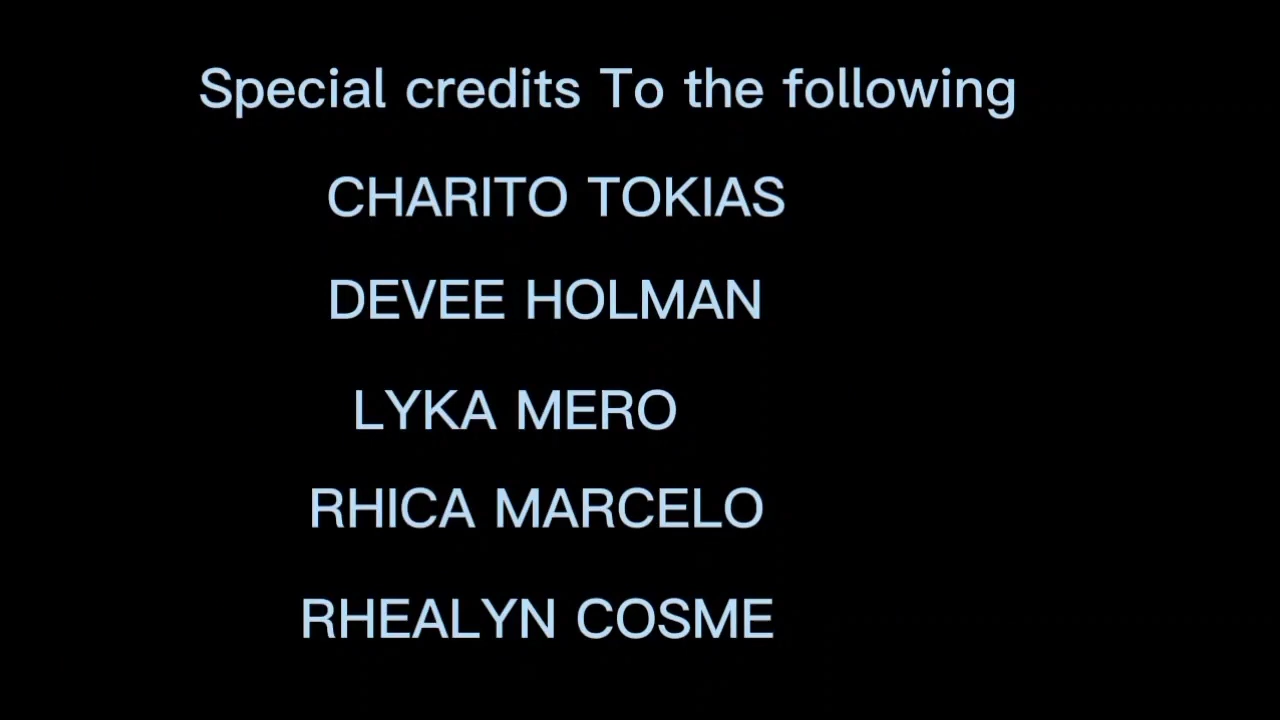 Special credits To the following
CHARITO TOKIAS
DEVEE HOLMAN
LYKA MERO
RHICA MARCELO
RHEALYN COSME